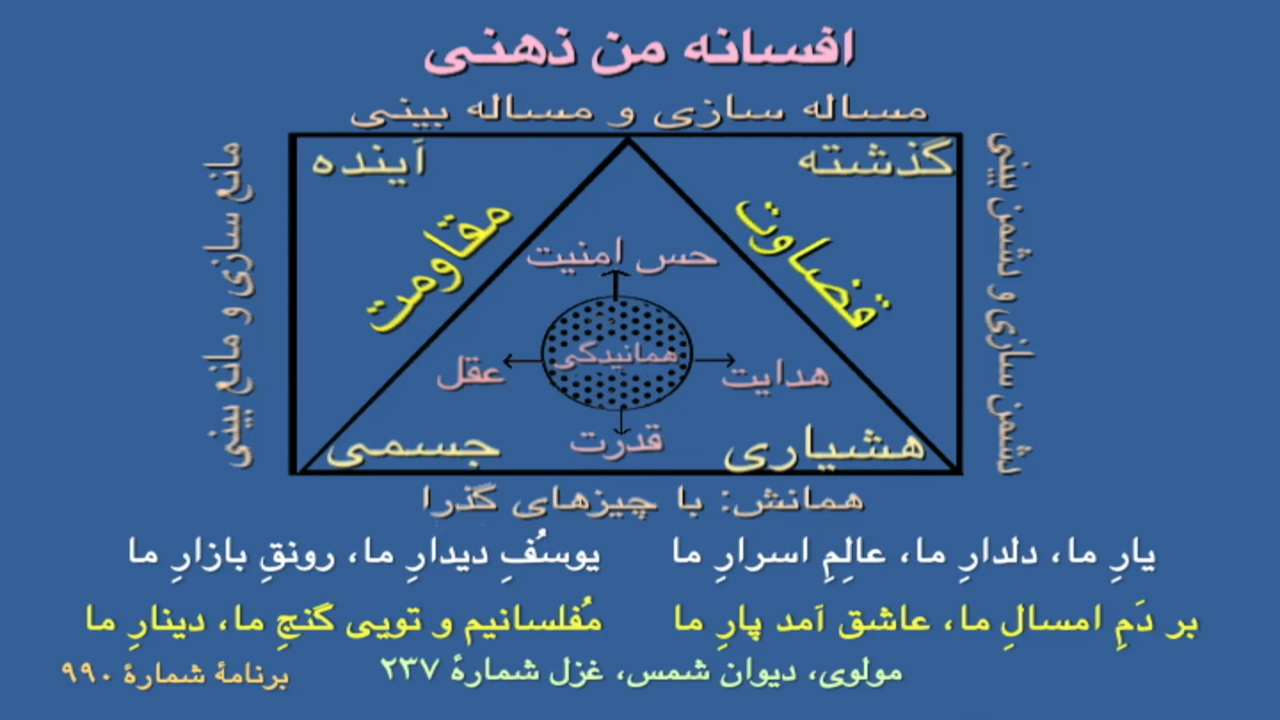 افسانه من ذهنی
مساله سازی و مساله بینی
گذشته
آینده
دشمن سازی و دشمن بینی
مانع سازی و مانع بینی
قضاوت
مقاومت
حس امنیت
همانیدگی
هدایت
عقل
قدرت
هشیاری
جسمی
همانش: با چیزهای گذرا
یارِ ما، دلدارِ ما، عالِمِ اسرارِ ما یوسُفِ دیدارِ ما، رونقِ بازارِ ما
بر دَمِ امسالِ ما، عاشق آمد پارِ ما مُفلسانیم و تویی گنجِ ما، دینارِ ما
مولوی، دیوان شمس، غزل شمارهٔ ۲۳۷
برنامهٔ شمارهٔ ۹۹۰